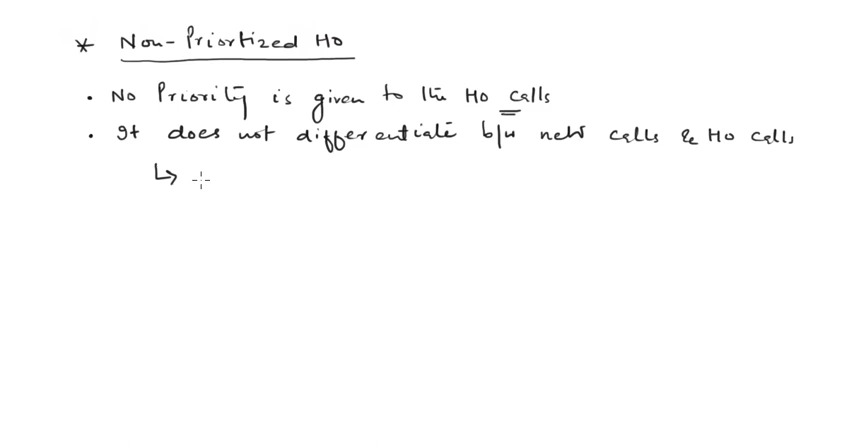 * Non-Priortized HO
. No Priority is given to the HO calls
. It does not differentiate b/w new calls & HO calls
↳